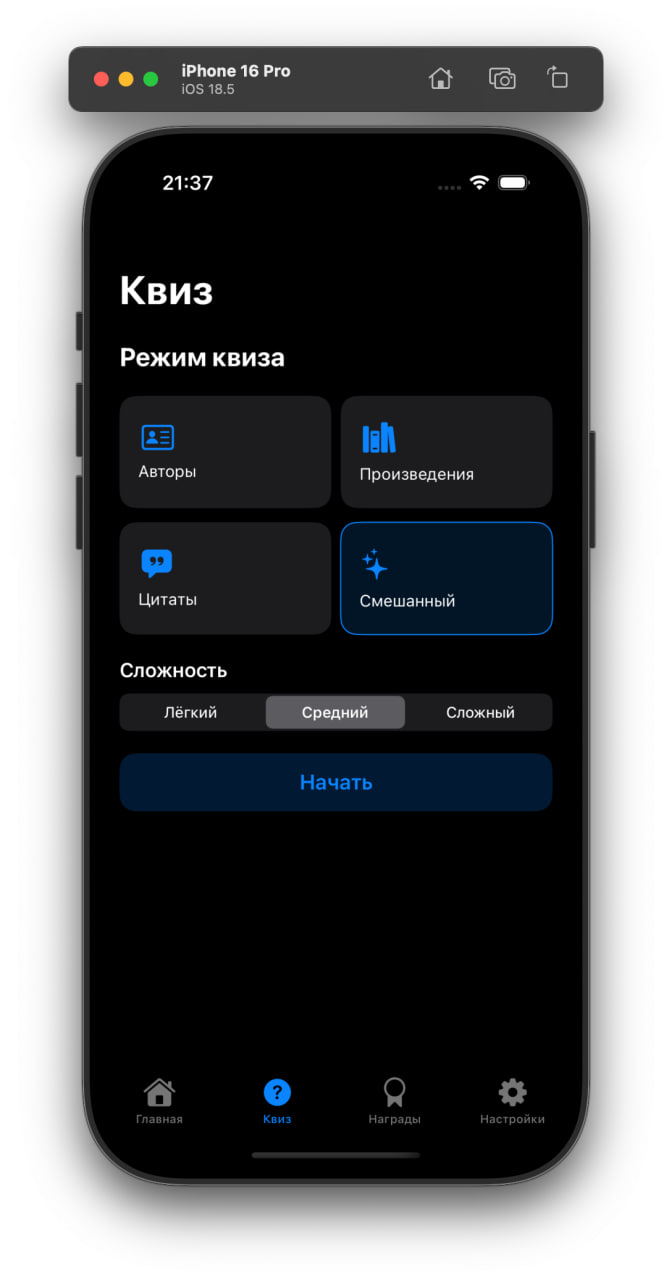 iPhone 16 Pro
iOS 18.5
21:37
Квиз
Режим квиза
Авторы
Произведения
Цитаты
Смешанный
Сложность
Лёгкий Средний Сложный
Начать
Главная Квиз Награды Настройки